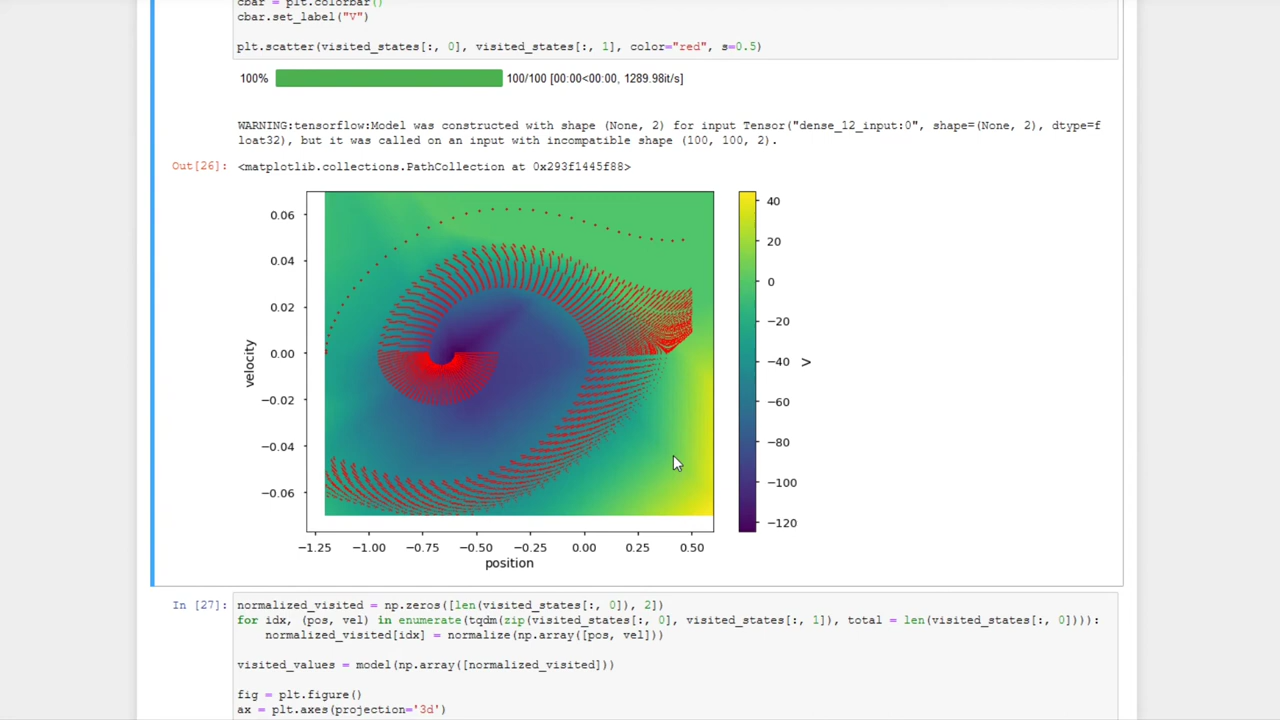 cbar = plt.colorbar()
cbar.set_label("V")
plt.scatter(visited_states[:, 0], visited_states[:, 1], color="red", s=0.5)
100% 100/100 [00:00<00:00, 1289.98it/s]
WARNING:tensorflow:Model was constructed with shape (None, 2) for input Tensor("dense_12_input:0", shape=(None, 2), dtype=f
loat32), but it was called on an input with incompatible shape (100, 100, 2).
Out[26]: <matplotlib.collections.PathCollection at 0x293f1445f88>
0.06
0.04
0.02
0.00
−0.02
−0.04
−0.06
velocity
−1.25 −1.00 −0.75 −0.50 −0.25 0.00 0.25 0.50
position
40
20
0
−20
−40
−60
−80
−100
−120
V
In [27]: normalized_visited = np.zeros([len(visited_states[:, 0]), 2])
for idx, (pos, vel) in enumerate(tqdm(zip(visited_states[:, 0], visited_states[:, 1]), total = len(visited_states[:, 0]))):
normalized_visited[idx] = normalize(np.array([pos, vel]))
visited_values = model(np.array([normalized_visited]))
fig = plt.figure()
ax = plt.axes(projection='3d')